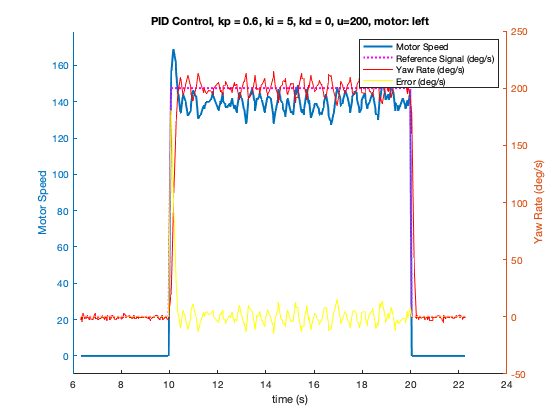 PID Control, kp = 0.6, ki = 5, kd = 0, u=200, motor: left
Motor Speed
Reference Signal (deg/s)
Yaw Rate (deg/s)
Error (deg/s)
160
140
120
100
80
60
40
20
0
Motor Speed
250
200
150
100
50
0
-50
Yaw Rate (deg/s)
6 8 10 12 14 16 18 20 22 24
time (s)